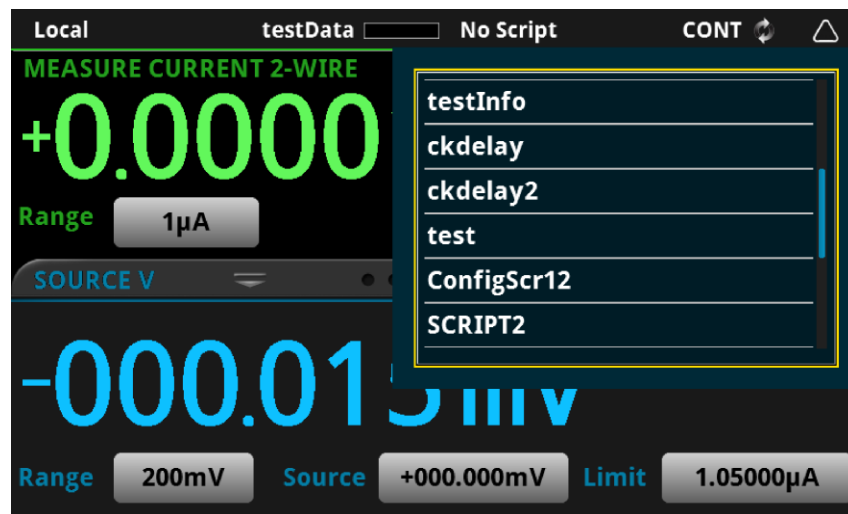 Local testData No Script CONT
MEASURE CURRENT 2-WIRE
+0.0000
Range 1µA
testInfo
ckdelay
ckdelay2
test
ConfigScr12
SCRIPT2
SOURCE V
-000.015mV
Range 200mV Source +000.000mV Limit 1.05000µA